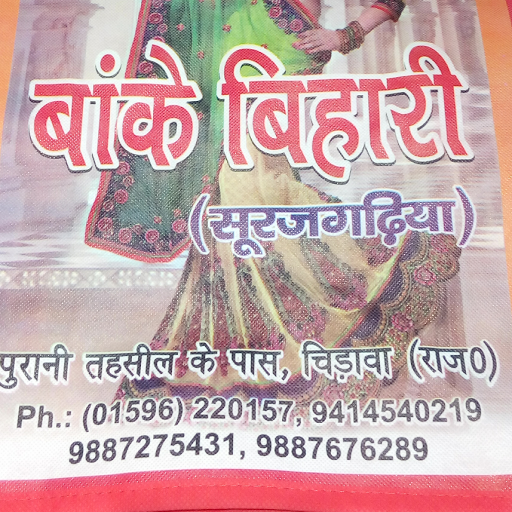 बांके बिहारी
(सूरजगढ़िया)
पुरानी तहसील के पास, चिड़ावा (राज0)
Ph.: (01596) 220157, 9414540219
9887275431, 9887676289